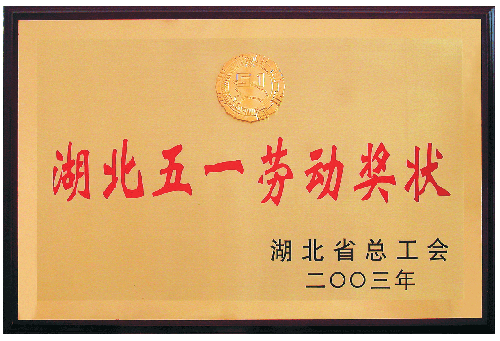 湖北五一劳动奖状
湖北省总工会
二〇〇三年